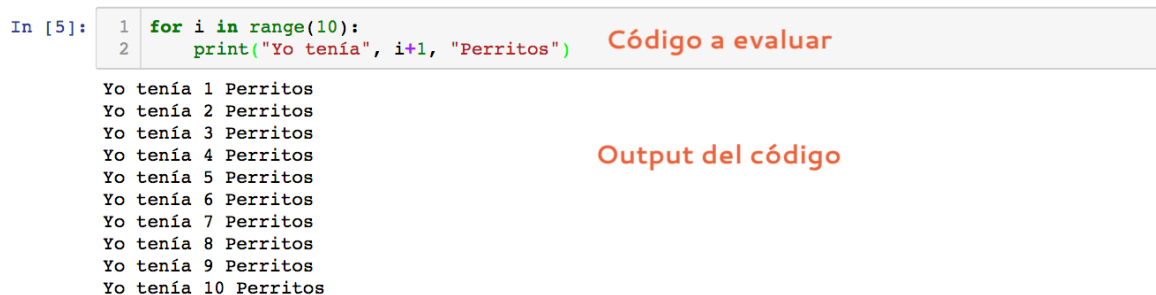 In [5]:
1 for i in range(10):
2     print("Yo tenía", i+1, "Perritos")
Código a evaluar
Yo tenía 1 Perritos
Yo tenía 2 Perritos
Yo tenía 3 Perritos
Yo tenía 4 Perritos
Output del código
Yo tenía 5 Perritos
Yo tenía 6 Perritos
Yo tenía 7 Perritos
Yo tenía 8 Perritos
Yo tenía 9 Perritos
Yo tenía 10 Perritos